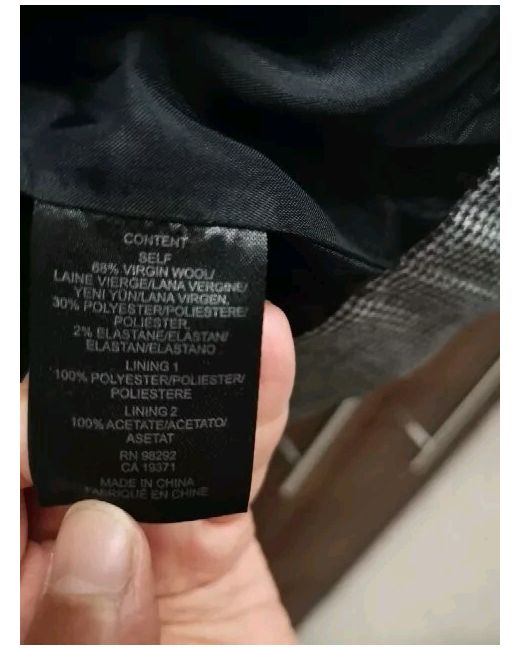 CONTENT
SELF
68% VIRGIN WOOL/
LAINE VIERGE/LANA VERGINE/
YENI YÜN/LANA VIRGEN,
30% POLYESTER/POLIESTERE/
POLIESTER,
2% ELASTANE/ELASTAN/
ELASTAN/ELASTANO
LINING 1
100% POLYESTER/POLIESTER/
POLIESTERE
LINING 2
100% ACETATE/ACETATO/
ASETAT
RN 98292
CA 19371
MADE IN CHINA
FABRIQUÉ EN CHINE